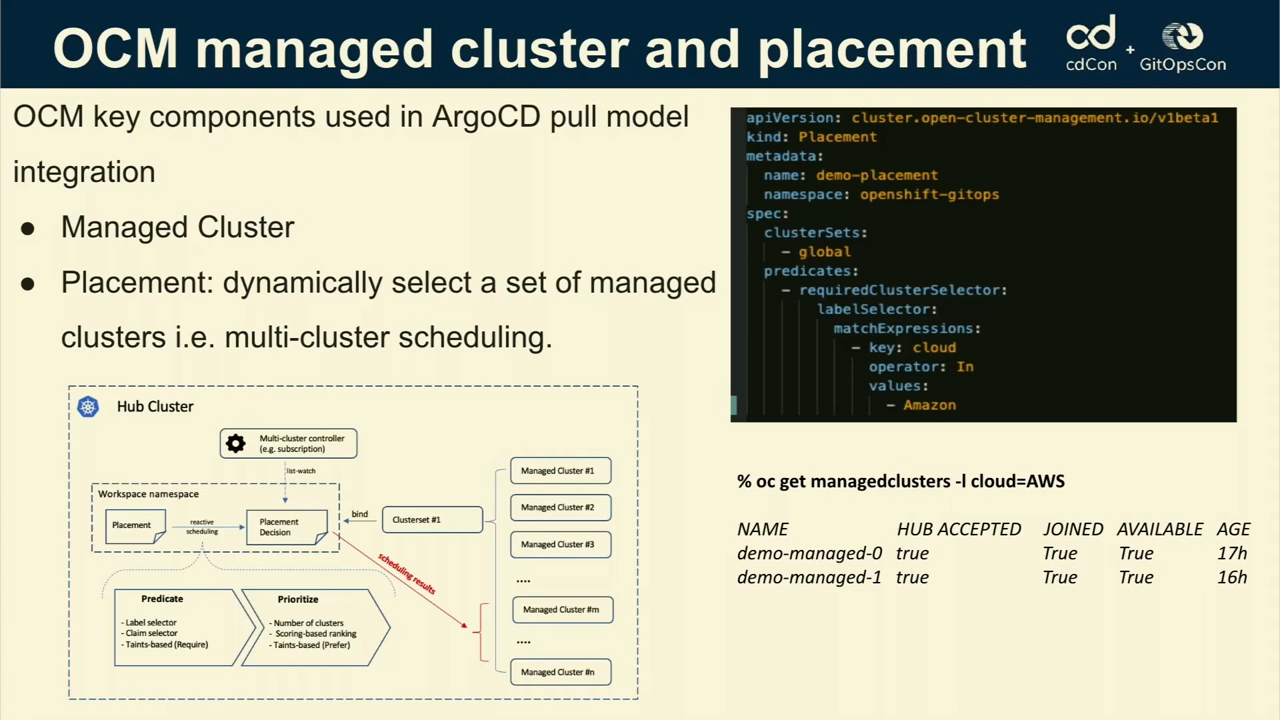 OCM managed cluster and placement
cd
cdCon
+
GitOpsCon
OCM key components used in ArgoCD pull model
integration
● Managed Cluster
● Placement: dynamically select a set of managed
clusters i.e. multi-cluster scheduling.
apiVersion: cluster.open-cluster-management.io/v1beta1
kind: Placement
metadata:
name: demo-placement
namespace: openshift-gitops
spec:
clusterSets:
- global
predicates:
- requiredClusterSelector:
labelSelector:
matchExpressions:
- key: cloud
operator: In
values:
- Amazon
Hub Cluster
Multi-cluster controller
(e.g. subscription)
list-watch
Workspace namespace
Placement
reactive
scheduling
Placement
Decision
bind
Clusterset #1
Managed Cluster #1
Managed Cluster #2
Managed Cluster #3
....
Managed Cluster #m
....
Managed Cluster #n
scheduling results
Predicate
- Label selector
- Claim selector
- Taints-based (Require)
Prioritize
- Number of clusters
- Scoring-based ranking
- Taints-based (Prefer)
% oc get managedclusters -l cloud=AWS
NAME HUB ACCEPTED JOINED AVAILABLE AGE
demo-managed-0 true True True 17h
demo-managed-1 true True True 16h